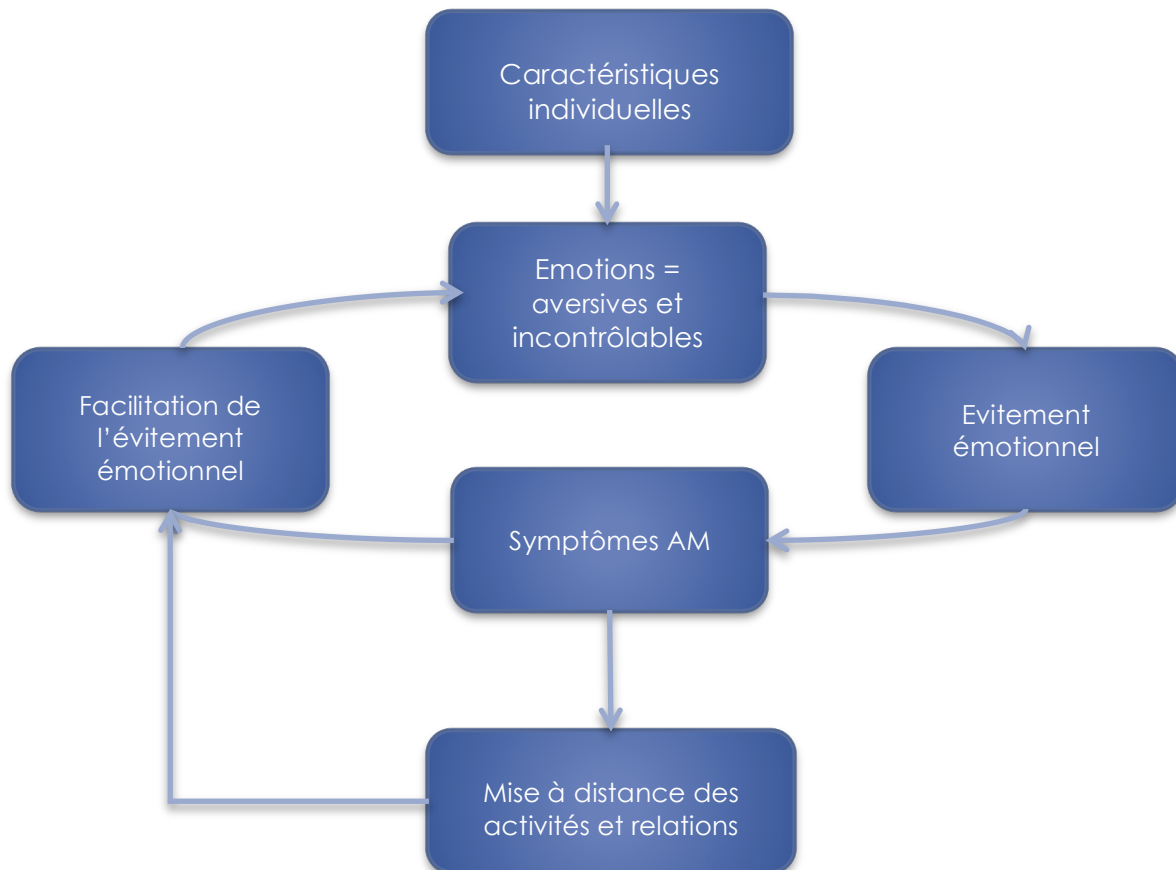 Caractéristiques
individuelles
Emotions =
aversives et
incontrôlables
Facilitation de
l'évitement
émotionnel
Evitement
émotionnel
Symptômes AM
Mise à distance des
activités et relations